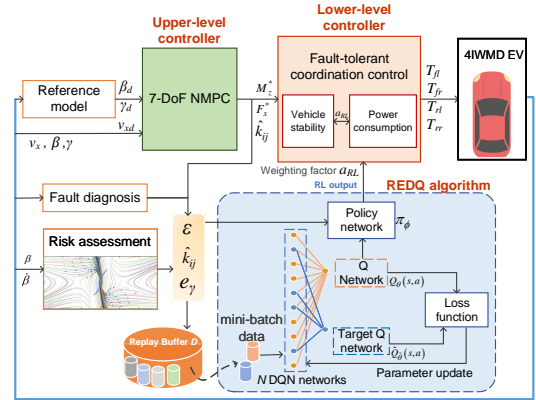 Upper-level
controller
Lower-level
controller
Reference
model
β_d
γ_d
v_xd
v_x , β ,γ
7-DoF NMPC
M_z^*
F_x^*
k̂_ij
Fault-tolerant
coordination control
Vehicle
stability
a_RL
Power
consumption
T_fl
T_fr
T_rl
T_rr
4IWMD EV
Weighting factor a_RL
RL output
REDQ algorithm
Fault diagnosis
Risk assessment
β
β̇
ε
k̂_ij
e_γ
Policy
network
π_ϕ
Q
Network
Q_θ(s,a)
Loss
function
Target Q
network
Q̂_θ̄(s,a)
Replay Buffer D
mini-batch
data
N DQN networks
Parameter update